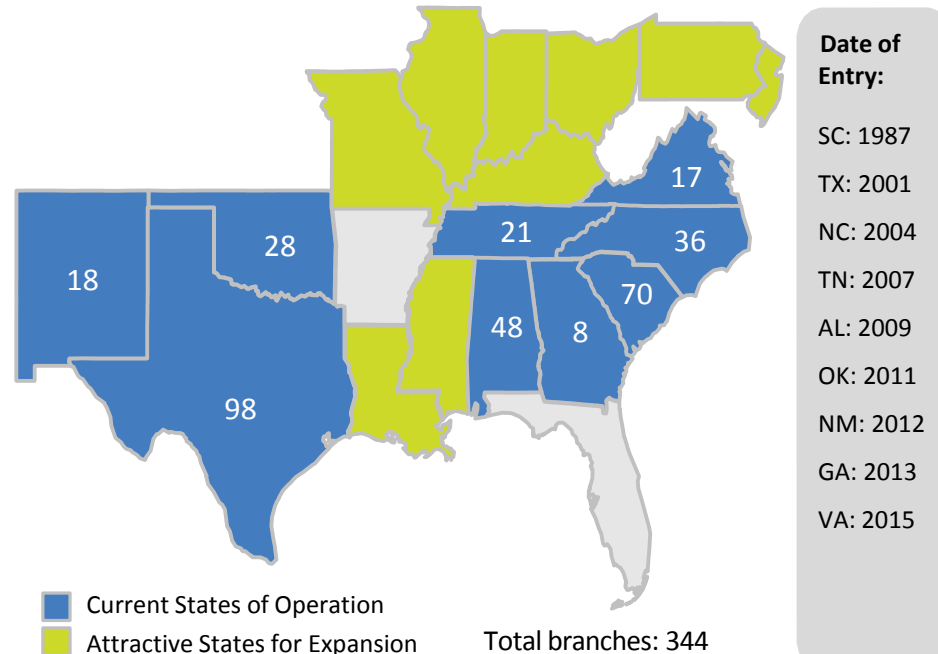 17
28
21
36
18
70
48
8
98
Current States of Operation
Attractive States for Expansion
Total branches: 344
Date of
Entry:
SC: 1987
TX: 2001
NC: 2004
TN: 2007
AL: 2009
OK: 2011
NM: 2012
GA: 2013
VA: 2015